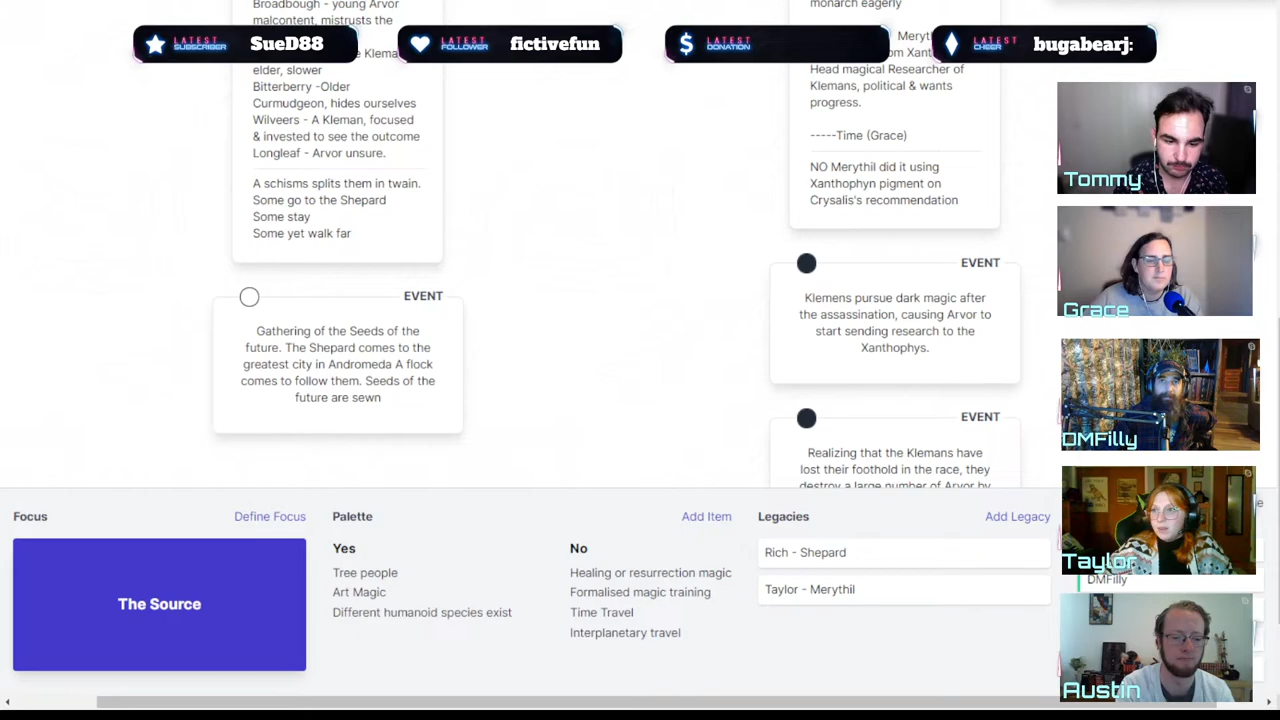 Broadbough - young Arvor
malcontent, mistrusts the
elder, slower
Bitterberry -Older
Curmudgeon, hides ourselves
Wilveers - A Kleman, focused
& invested to see the outcome
Longleaf - Arvor unsure.
A schisms splits them in twain.
Some go to the Shepard
Some stay
Some yet walk far
EVENT
Gathering of the Seeds of the
future. The Shepard comes to the
greatest city in Andromeda A flock
comes to follow them. Seeds of the
future are sewn
monarch eagerly
Head magical Researcher of
Klemans, political & wants
progress.
-----Time (Grace)
NO Merythil did it using
Xanthophyn pigment on
Crysalis's recommendation
EVENT
Klemens pursue dark magic after
the assassination, causing Arvor to
start sending research to the
Xanthophys.
EVENT
Realizing that the Klemans have
lost their foothold in the race, they
destroy a large number of Arvor by
LATEST SUBSCRIBER SueD88
LATEST FOLLOWER fictivefun
LATEST DONATION
LATEST CHEER bugabearj:
Tommy
Grace
DMFilly
Taylor
DMFilly
Austin
Focus
Define Focus
The Source
Palette
Add Item
Yes
Tree people
Art Magic
Different humanoid species exist
No
Healing or resurrection magic
Formalised magic training
Time Travel
Interplanetary travel
Legacies
Add Legacy
Rich - Shepard
Taylor - Merythil